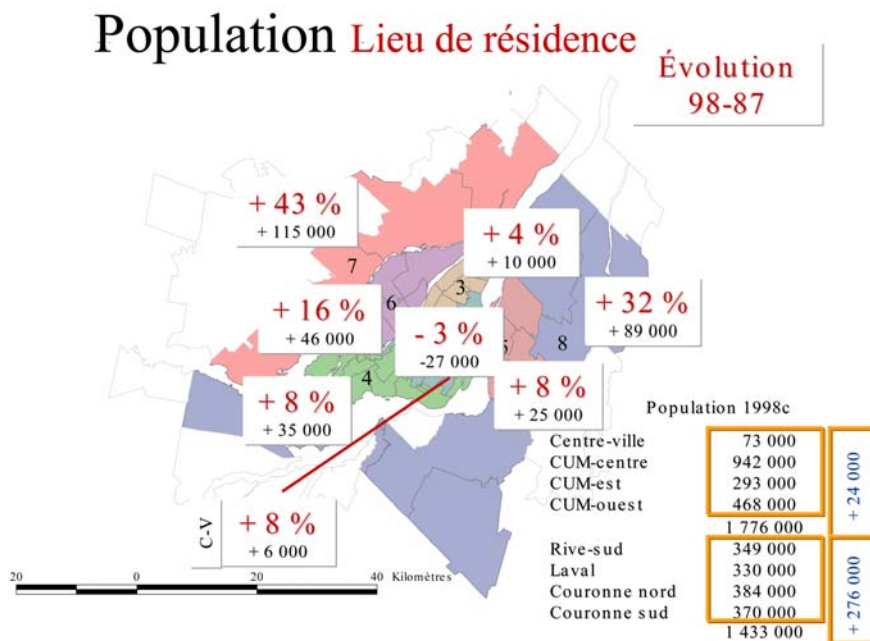 Population Lieu de résidence
Évolution
98-87
+ 43 %
+ 115 000
+ 4 %
+ 10 000
7
3
6
+ 16 %
+ 46 000
- 3 %
-27 000
5
8
+ 32 %
+ 89 000
4
+ 8 %
+ 35 000
+ 8 %
+ 25 000
C-V
+ 8 %
+ 6 000
20 0 20 40 Kilomètres
Population 1998c
Centre-ville 73 000
CUM-centre 942 000
CUM-est 293 000
CUM-ouest 468 000
1 776 000
+ 24 000
Rive-sud 349 000
Laval 330 000
Couronne nord 384 000
Couronne sud 370 000
1 433 000
+ 276 000